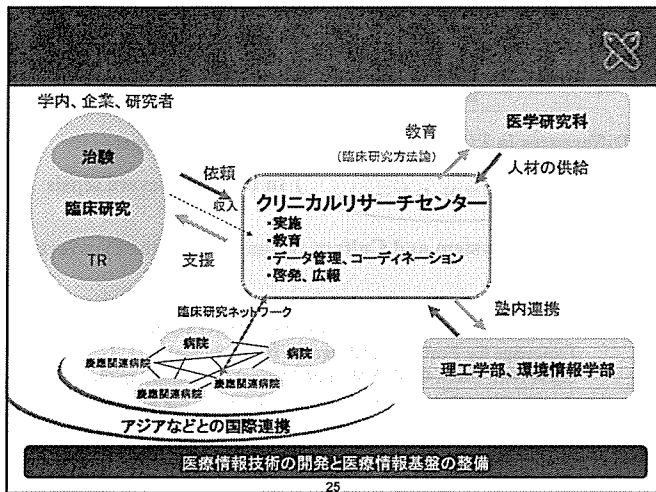 学内、企業、研究者
治験
臨床研究
TR
依頼
収入
支援
教育
(臨床研究方法論)
医学研究科
人材の供給
クリニカルリサーチセンター
・実施
・教育
・データ管理、コーディネーション
・啓発、広報
臨床研究ネットワーク
病院
病院
慶應関連病院
慶應関連病院
慶應関連病院
塾内連携
理工学部、環境情報学部
アジアなどとの国際連携
医療情報技術の開発と医療情報基盤の整備
25